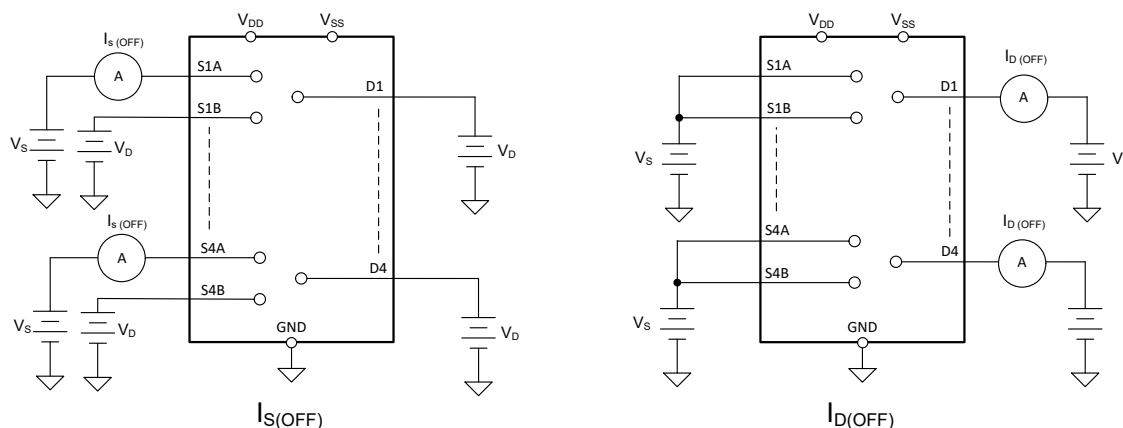 VDD VSS
IS (OFF)
A
S1A
D1
S1B
VS
VD
VD
IS (OFF)
A
S4A
D4
S4B
VS
VD
VD
GND
IS(OFF)
VDD VSS
S1A
ID (OFF)
D1
A
S1B
VS
V
S4A
ID (OFF)
D4
A
S4B
VS
GND
ID(OFF)